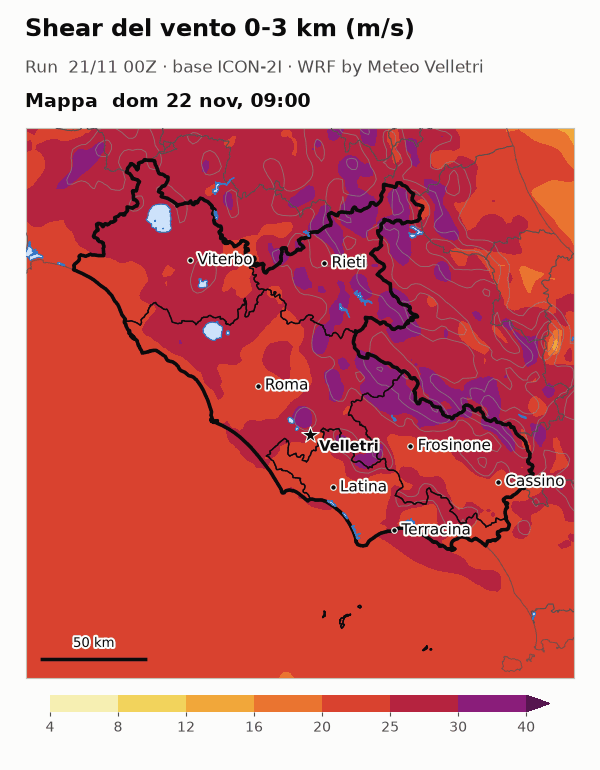 Shear del vento 0-3 km (m/s)
Run  21/11 00Z · base ICON-2I · WRF by Meteo Velletri
Mappa  dom 22 nov, 09:00
Viterbo
Rieti
Roma
Velletri
Frosinone
Cassino
Latina
Terracina
50 km
4 8 12 16 20 25 30 40